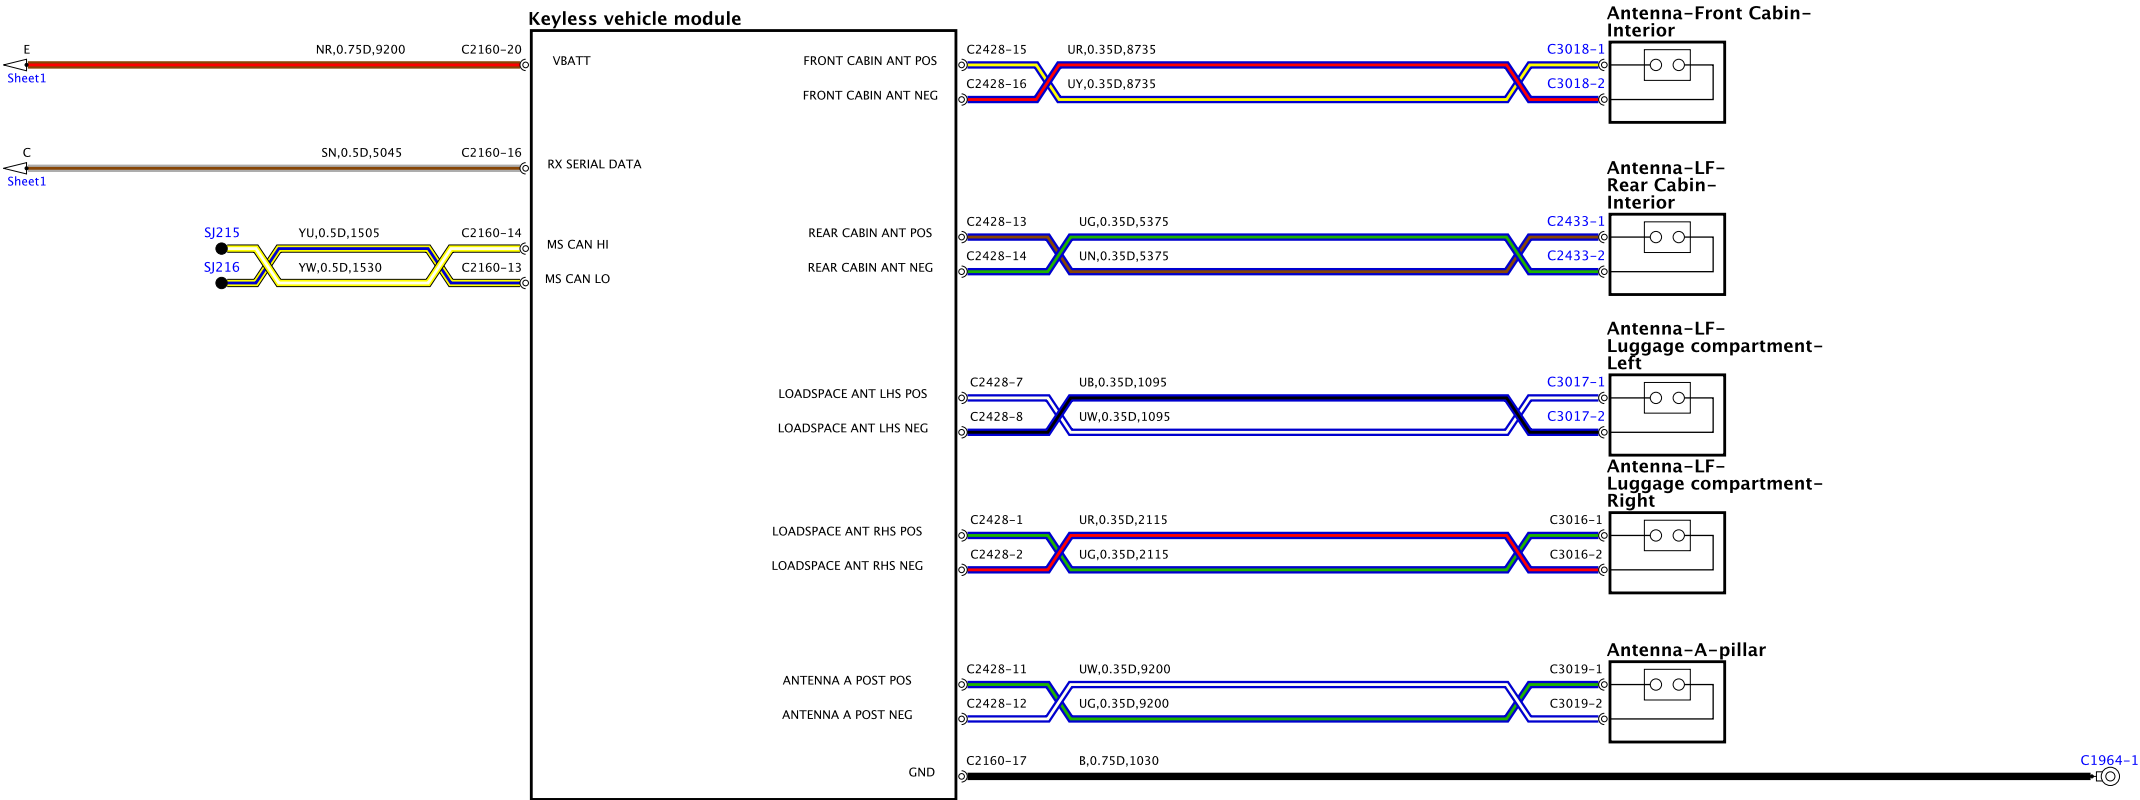 Keyless vehicle module
E
NR,0.75D,9200
C2160-20
VBATT
Sheet1
C
SN,0.5D,5045
C2160-16
RX SERIAL DATA
Sheet1
SJ215
YU,0.5D,1505
C2160-14
MS CAN HI
SJ216
YW,0.5D,1530
C2160-13
MS CAN LO
Antenna-Front Cabin-
Interior
FRONT CABIN ANT POS
C2428-15
UR,0.35D,8735
C3018-1
FRONT CABIN ANT NEG
C2428-16
UY,0.35D,8735
C3018-2
Antenna-LF-
Rear Cabin-
Interior
REAR CABIN ANT POS
C2428-13
UG,0.35D,5375
C2433-1
REAR CABIN ANT NEG
C2428-14
UN,0.35D,5375
C2433-2
Antenna-LF-
Luggage compartment-
Left
LOADSPACE ANT LHS POS
C2428-7
UB,0.35D,1095
C3017-1
LOADSPACE ANT LHS NEG
C2428-8
UW,0.35D,1095
C3017-2
Antenna-LF-
Luggage compartment-
Right
LOADSPACE ANT RHS POS
C2428-1
UR,0.35D,2115
C3016-1
LOADSPACE ANT RHS NEG
C2428-2
UG,0.35D,2115
C3016-2
Antenna-A-pillar
ANTENNA A POST POS
C2428-11
UW,0.35D,9200
C3019-1
ANTENNA A POST NEG
C2428-12
UG,0.35D,9200
C3019-2
GND
C2160-17
B,0.75D,1030
C1964-1